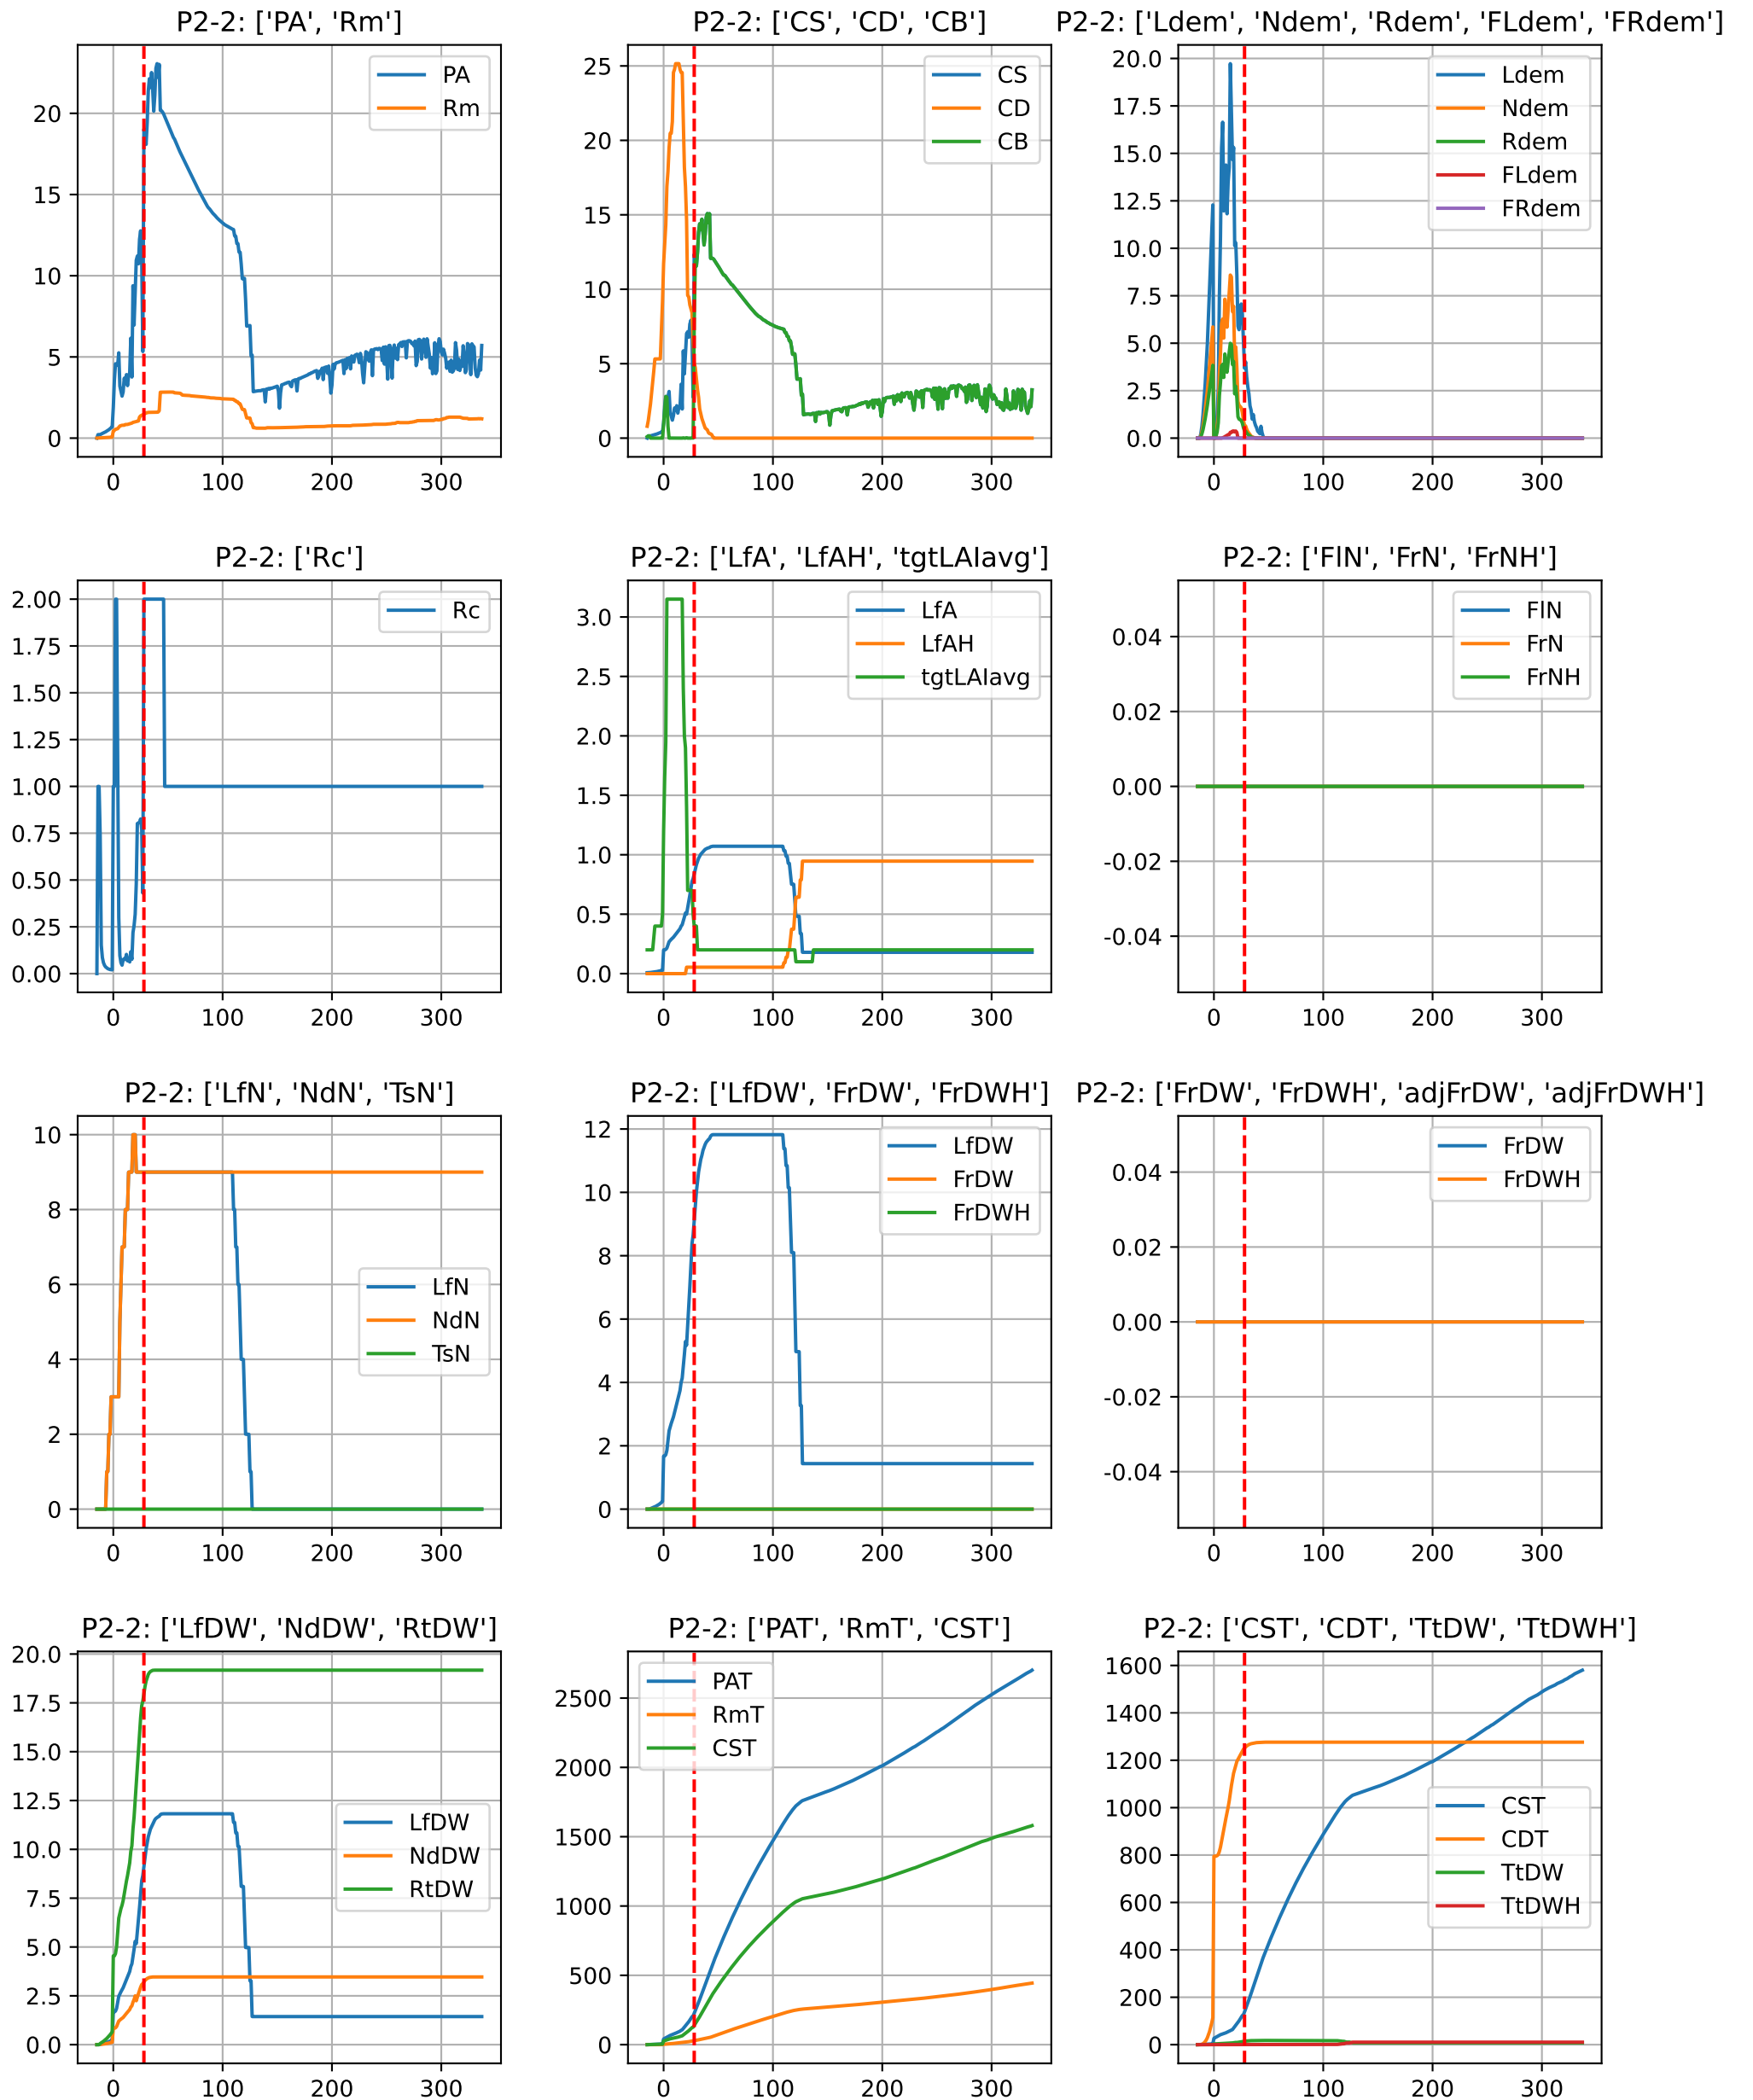 P2-2: ['PA', 'Rm']
PA
Rm
20
15
10
5
0
0 100 200 300
P2-2: ['CS', 'CD', 'CB']
CS
CD
CB
25
20
15
10
5
0
0 100 200 300
P2-2: ['Ldem', 'Ndem', 'Rdem', 'FLdem', 'FRdem']
Ldem
Ndem
Rdem
FLdem
FRdem
20.0
17.5
15.0
12.5
10.0
7.5
5.0
2.5
0.0
0 100 200 300
P2-2: ['Rc']
Rc
2.00
1.75
1.50
1.25
1.00
0.75
0.50
0.25
0.00
0 100 200 300
P2-2: ['LfA', 'LfAH', 'tgtLAIavg']
LfA
LfAH
tgtLAIavg
3.0
2.5
2.0
1.5
1.0
0.5
0.0
0 100 200 300
P2-2: ['FlN', 'FrN', 'FrNH']
FlN
FrN
FrNH
0.04
0.02
0.00
-0.02
-0.04
0 100 200 300
P2-2: ['LfN', 'NdN', 'TsN']
LfN
NdN
TsN
10
8
6
4
2
0
0 100 200 300
P2-2: ['LfDW', 'FrDW', 'FrDWH']
LfDW
FrDW
FrDWH
12
10
8
6
4
2
0
0 100 200 300
P2-2: ['FrDW', 'FrDWH', 'adjFrDW', 'adjFrDWH']
FrDW
FrDWH
0.04
0.02
0.00
-0.02
-0.04
0 100 200 300
P2-2: ['LfDW', 'NdDW', 'RtDW']
LfDW
NdDW
RtDW
20.0
17.5
15.0
12.5
10.0
7.5
5.0
2.5
0.0
0 100 200 300
P2-2: ['PAT', 'RmT', 'CST']
PAT
RmT
CST
2500
2000
1500
1000
500
0
0 100 200 300
P2-2: ['CST', 'CDT', 'TtDW', 'TtDWH']
CST
CDT
TtDW
TtDWH
1600
1400
1200
1000
800
600
400
200
0
0 100 200 300